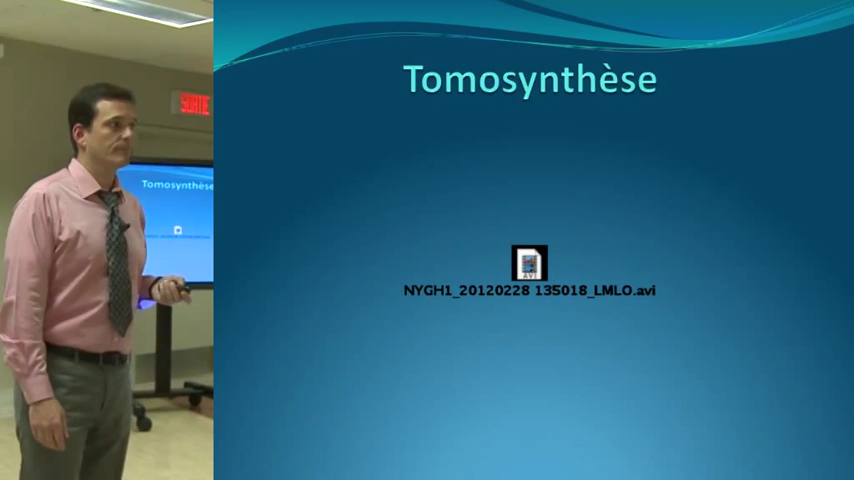 Tomosynthèse
AVI
NYGH1_20120228 135018_LMLO.avi
SORTIE
Tomosynthèse